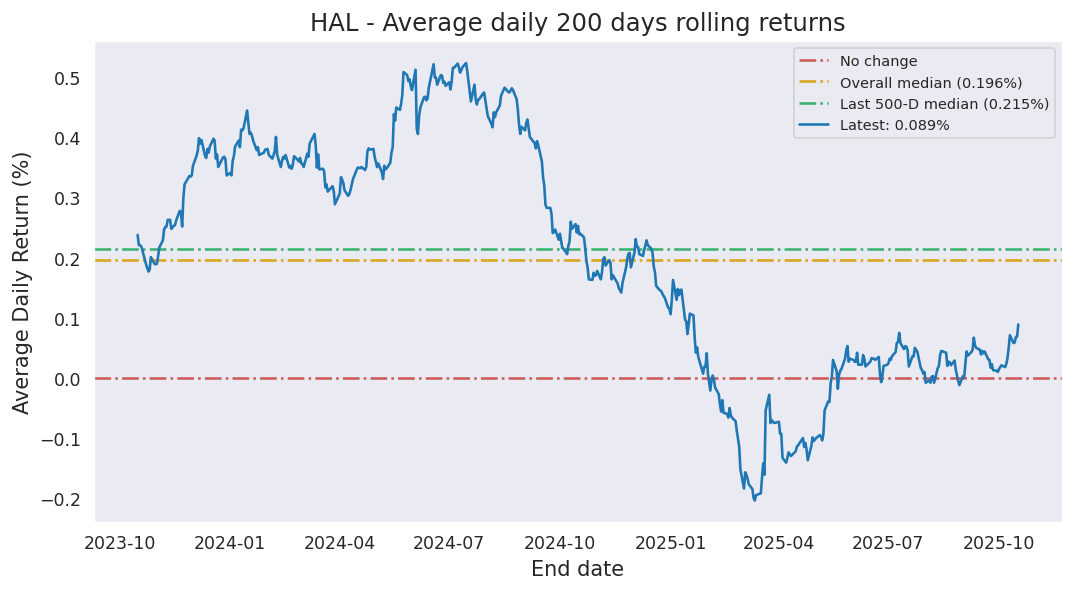 HAL - Average daily 200 days rolling returns
No change
Overall median (0.196%)
Last 500-D median (0.215%)
Latest: 0.089%
Average Daily Return (%)
0.5
0.4
0.3
0.2
0.1
0.0
−0.1
−0.2
2023-10 2024-01 2024-04 2024-07 2024-10 2025-01 2025-04 2025-07 2025-10
End date